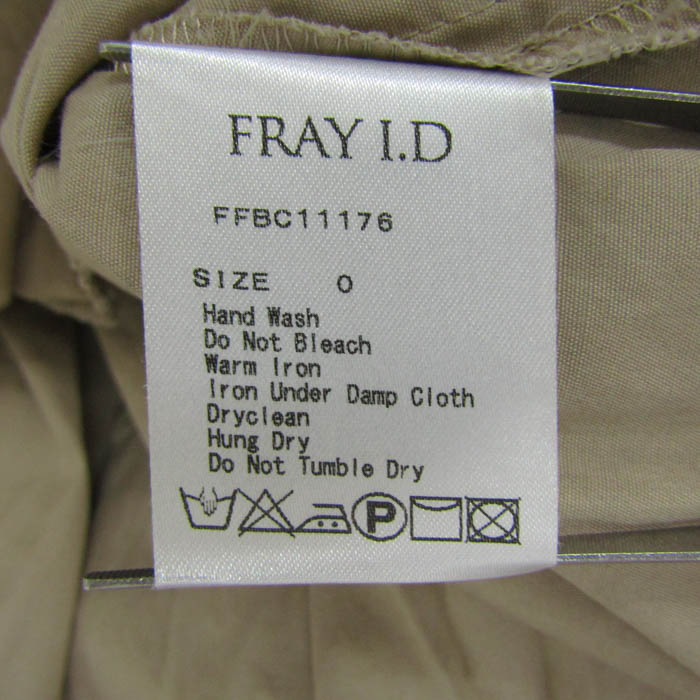 FRAY I.D
FFBC11176
SIZE 0
Hand Wash
Do Not Bleach
Warm Iron
Iron Under Damp Cloth
Dryclean
Hung Dry
Do Not Tumble Dry
P